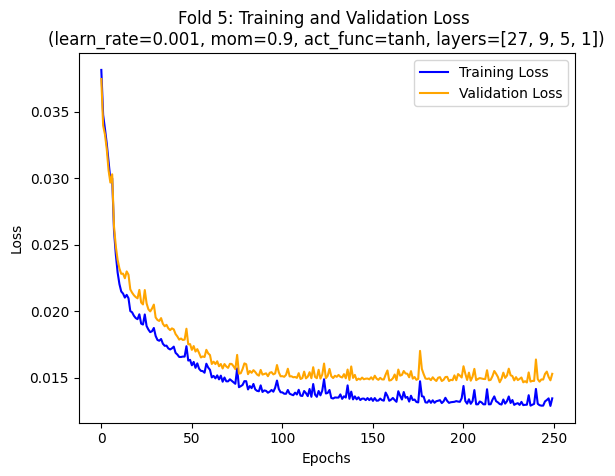 Fold 5: Training and Validation Loss
(learn_rate=0.001, mom=0.9, act_func=tanh, layers=[27, 9, 5, 1])
Training Loss
Validation Loss
0.035
0.030
0.025
0.020
0.015
Loss
0
50
100
150
200
250
Epochs